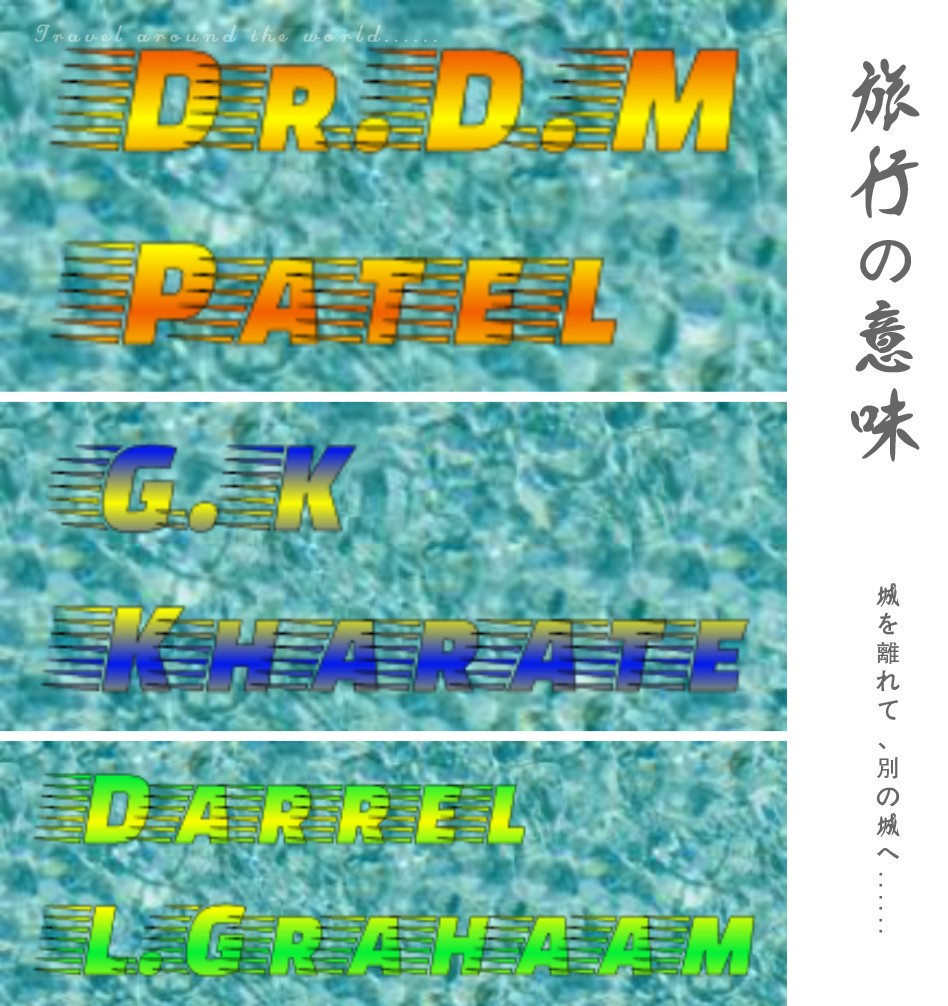 Travel around the world......
DR.D.M
PATEL
G. K
KHARATE
DARREL
L.GRAHAAM
旅行の意味
城を離れて、別の城へ......